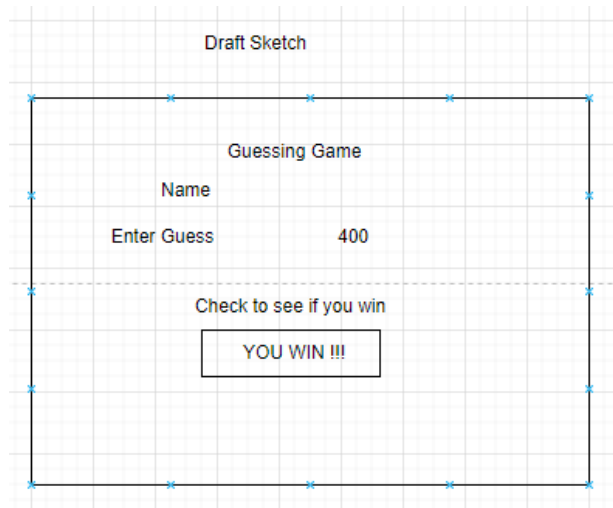 Draft Sketch
Guessing Game
Name
Enter Guess 400
Check to see if you win
YOU WIN !!!